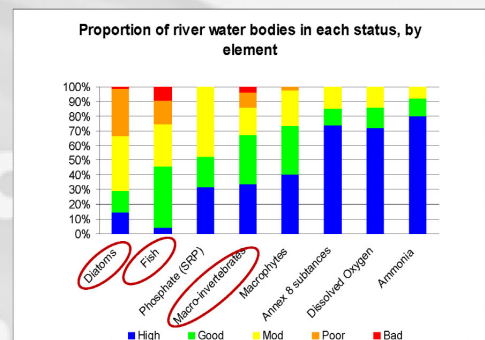 Proportion of river water bodies in each status, by
element
100%
90%
80%
70%
60%
50%
40%
30%
20%
10%
0%
Diatoms
Fish
Phosphate (SRP)
Macro-invertebrates
Macrophytes
Annex 8 subtances
Dissolved Oxygen
Ammonia
High Good Mod Poor Bad